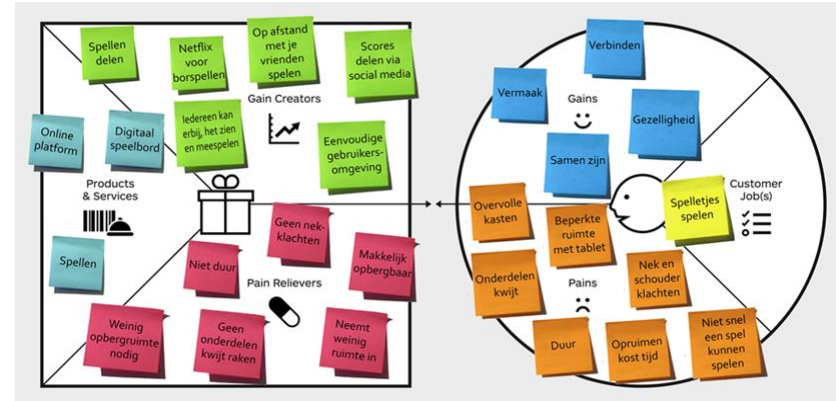 Spellen
delen
Netflix
voor
borspellen
Op afstand
met je
vrienden
spelen
Scores
delen via
social media
Gain Creators
Iedereen kan
erbij, het zien
en meespelen
Eenvoudige
gebruikers-
omgeving
Online
platform
Digitaal
speelbord
Products
& Services
Spellen
Geen nek-
klachten
Niet duur
Makkelijk
opbergbaar
Pain Relievers
Weinig
opbergruimte
nodig
Geen
onderdelen
kwijt raken
Neemt
weinig
ruimte in
Verbinden
Vermaak
Gains
Gezelligheid
Samen zijn
Customer
Job(s)
Spelletjes
spelen
Overvolle
kasten
Beperkte
ruimte
met tablet
Onderdelen
kwijt
Pains
Nek en
schouder
klachten
Duur
Opruimen
kost tijd
Niet snel
een spel
kunnen
spelen